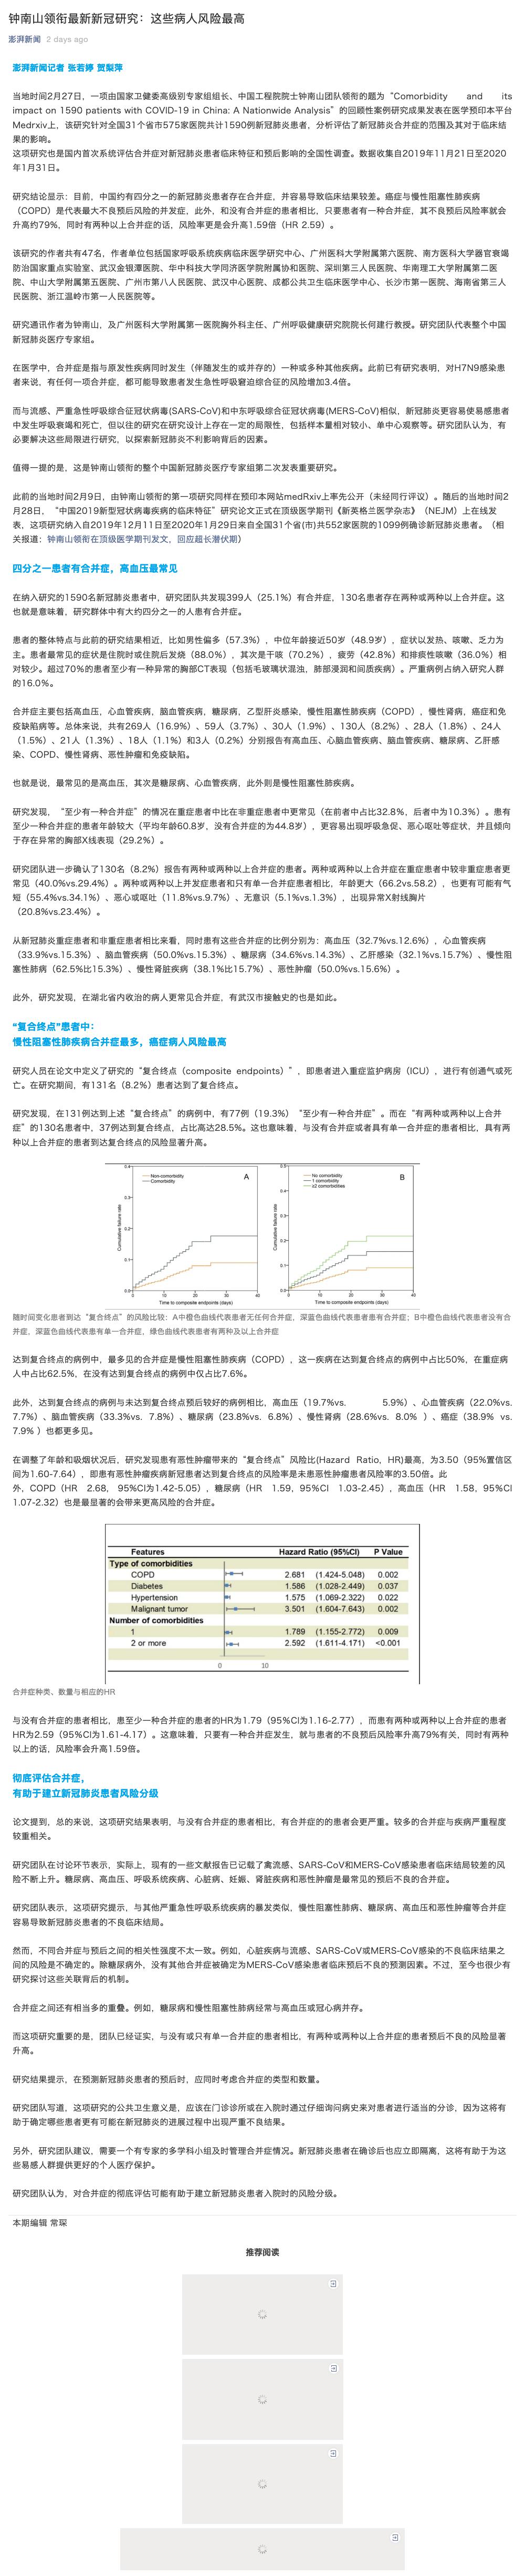 钟南山领衔最新新冠研究：这些病人风险最高
澎湃新闻 2 days ago
澎湃新闻记者 张若婷 贺梨萍
当地时间2月27日，一项由国家卫健委高级别专家组组长、中国工程院院士钟南山团队领衔的题为“Comorbidity and its
impact on 1590 patients with COVID-19 in China: A Nationwide Analysis”的回顾性案例研究成果发表在医学预印本平台
Medrxiv上，该研究针对全国31个省市575家医院共计1590例新冠肺炎患者，分析评估了新冠肺炎合并症的范围及其对于临床结
果的影响。
这项研究也是国内首次系统评估合并症对新冠肺炎患者临床特征和预后影响的全国性调查。数据收集自2019年11月21日至2020
年1月31日。
研究结论显示：目前，中国约有四分之一的新冠肺炎患者存在合并症，并容易导致临床结果较差。癌症与慢性阻塞性肺疾病
（COPD）是代表最大不良预后风险的并发症，此外，和没有合并症的患者相比，只要患者有一种合并症，其不良预后风险率就会
升高约79%，同时有两种以上合并症的话，风险率更是会升高1.59倍（HR 2.59）。
该研究的作者共有47名，作者单位包括国家呼吸系统疾病临床医学研究中心、广州医科大学附属第六医院、南方医科大学器官衰竭
防治国家重点实验室、武汉金银潭医院、华中科技大学同济医学院附属协和医院、深圳第三人民医院、华南理工大学附属第二医
院、中山大学附属第五医院、广州市第八人民医院、武汉中心医院、成都公共卫生临床医学中心、长沙市第一医院、海南省第三人
民医院、浙江温岭市第一人民医院等。
研究通讯作者为钟南山，及广州医科大学附属第一医院胸外科主任、广州呼吸健康研究院院长何建行教授。研究团队代表整个中国
新冠肺炎医疗专家组。
在医学中，合并症是指与原发性疾病同时发生（伴随发生的或并存的）一种或多种其他疾病。此前已有研究表明，对H7N9感染患
者来说，有任何一项合并症，都可能导致患者发生急性呼吸窘迫综合征的风险增加3.4倍。
而与流感、严重急性呼吸综合征冠状病毒(SARS-CoV)和中东呼吸综合征冠状病毒(MERS-CoV)相似，新冠肺炎更容易使易感患者
中发生呼吸衰竭和死亡，但以往的研究在研究设计上存在一定的局限性，包括样本量相对较小、单中心观察等。研究团队认为，有
必要解决这些局限进行研究，以探索新冠肺炎不利影响背后的因素。
值得一提的是，这是钟南山领衔的整个中国新冠肺炎医疗专家组第二次发表重要研究。
此前的当地时间2月9日，由钟南山领衔的第一项研究同样在预印本网站medRxiv上率先公开（未经同行评议）。随后的当地时间2
月28日，“中国2019新型冠状病毒疾病的临床特征”研究论文正式在顶级医学期刊《新英格兰医学杂志》（NEJM）上在线发
表，这项研究纳入自2019年12月11日至2020年1月29日来自全国31个省(市)共552家医院的1099例确诊新冠肺炎患者。（相
关报道：钟南山领衔在顶级医学期刊发文，回应超长潜伏期）
四分之一患者有合并症，高血压最常见
在纳入研究的1590名新冠肺炎患者中，研究团队共发现399人（25.1%）有合并症，130名患者存在两种或两种以上合并症。这
也就是意味着，研究群体中有大约四分之一的人患有合并症。
患者的整体特点与此前的研究结果相近，比如男性偏多（57.3%），中位年龄接近50岁（48.9岁），症状以发热、咳嗽、乏力为
主。患者最常见的症状是住院时或住院后发烧（88.0%），其次是干咳（70.2%），疲劳（42.8%）和排痰性咳嗽（36.0%）相
对较少。超过70%的患者至少有一种异常的胸部CT表现（包括毛玻璃状混浊，肺部浸润和间质疾病）。严重病例占纳入研究人群
的16.0%。
合并症主要包括高血压，心血管疾病，脑血管疾病，糖尿病，乙型肝炎感染，慢性阻塞性肺疾病（COPD），慢性肾病，癌症和免
疫缺陷病等。总体来说，共有269人（16.9%）、59人（3.7%）、30人（1.9%）、130人（8.2%）、28人（1.8%）、24人
（1.5%）、21人（1.3%）、18人（1.1%）和3人（0.2%）分别报告有高血压、心脑血管疾病、脑血管疾病、糖尿病、乙肝感
染、COPD、慢性肾病、恶性肿瘤和免疫缺陷。
也就是说，最常见的是高血压，其次是糖尿病、心血管疾病，此外则是慢性阻塞性肺疾病。
研究发现，“至少有一种合并症”的情况在重症患者中比在非重症患者中更常见（在前者中占比32.8%，后者中为10.3%）。患有
至少一种合并症的患者年龄较大（平均年龄60.8岁，没有合并症的为44.8岁），更容易出现呼吸急促、恶心呕吐等症状，并且倾向
于存在异常的胸部X线表现（29.2%）。
研究团队进一步确认了130名（8.2%）报告有两种或两种以上合并症的患者。两种或两种以上合并症在重症患者中较非重症患者更
常见（40.0%vs.29.4%）。两种或两种以上并发症患者和只有单一合并症患者相比，年龄更大（66.2vs.58.2），也更有可能有气
短（55.4%vs.34.1%）、恶心或呕吐（11.8%vs.9.7%）、无意识（5.1%vs.1.3%），出现异常X射线胸片
（20.8%vs.23.4%）。
从新冠肺炎重症患者和非重症患者相比来看，同时患有这些合并症的比例分别为：高血压（32.7%vs.12.6%），心血管疾病
（33.9%vs.15.3%）、脑血管疾病（50.0%vs.15.3%）、糖尿病（34.6%vs.14.3%）、乙肝感染（32.1%vs.15.7%）、慢性阻
塞性肺病（62.5%比15.3%）、慢性肾脏疾病（38.1%比15.7%）、恶性肿瘤（50.0%vs.15.6%）。
此外，研究发现，在湖北省内收治的病人更常见合并症，有武汉市接触史的也是如此。
“复合终点”患者中：
慢性阻塞性肺疾病合并症最多，癌症病人风险最高
研究人员在论文中定义了研究的“复合终点（composite endpoints）”，即患者进入重症监护病房（ICU），进行有创通气或死
亡。在研究期间，有131名（8.2%）患者达到了复合终点。
研究发现，在131例达到上述“复合终点”的病例中，有77例（19.3%）“至少有一种合并症”。而在“有两种或两种以上合并
症”的130名患者中，37例达到复合终点，占比高达28.5%。这也意味着，与没有合并症或者具有单一合并症的患者相比，具有两
种以上合并症的患者到达复合终点的风险显著升高。
A
Non-comorbidity
Comorbidity
Cumulative failure rate
0.4
0.3
0.2
0.1
0.0
0 10 20 30 40
Time to composite endpoints (days)
B
No comorbidity
1 comorbidity
≥2 comorbidities
Cumulative failure rate
0.5
0.4
0.3
0.2
0.1
0.0
0 10 20 30 40
Time to composite endpoints (days)
随时间变化患者到达“复合终点”的风险比较：A中橙色曲线代表患者无任何合并症，深蓝色曲线代表患者患有合并症；B中橙色曲线代表患者没有合
并症，深蓝色曲线代表患有单一合并症，绿色曲线代表患者有两种及以上合并症
达到复合终点的病例中，最多见的合并症是慢性阻塞性肺疾病（COPD），这一疾病在达到复合终点的病例中占比50%，在重症病
人中占比62.5%，在没有达到复合终点的病例中仅占比7.6%。
此外，达到复合终点的病例与未达到复合终点预后较好的病例相比，高血压（19.7%vs. 5.9%）、心血管疾病（22.0%vs.
7.7%）、脑血管疾病（33.3%vs. 7.8%）、糖尿病（23.8%vs. 6.8%）、慢性肾病（28.6%vs. 8.0% ）、癌症（38.9% vs.
7.9% ）也都更多见。
在调整了年龄和吸烟状况后，研究发现患有恶性肿瘤带来的“复合终点”风险比(Hazard Ratio，HR)最高，为3.50（95%置信区
间为1.60-7.64），即患有恶性肿瘤疾病新冠患者达到复合终点的风险率是未患恶性肿瘤患者风险率的3.50倍。此
外，COPD（HR 2.68，95%CI为1.42-5.05），糖尿病（HR 1.59，95%CI 1.03-2.45），高血压（HR 1.58，95%CI
1.07-2.32）也是最显著的会带来更高风险的合并症。
Features Hazard Ratio (95%CI) P Value
Type of comorbidities
COPD 2.681 (1.424-5.048) 0.002
Diabetes 1.586 (1.028-2.449) 0.037
Hypertension 1.575 (1.069-2.322) 0.022
Malignant tumor 3.501 (1.604-7.643) 0.002
Number of comorbidities
1 1.789 (1.155-2.772) 0.009
2 or more 2.592 (1.611-4.171) <0.001
0 10
合并症种类、数量与相应的HR
与没有合并症的患者相比，患至少一种合并症的患者的HR为1.79（95%CI为1.16-2.77），而患有两种或两种以上合并症的患者
HR为2.59（95%CI为1.61-4.17）。这意味着，只要有一种合并症发生，就与患者的不良预后风险率升高79%有关，同时有两种
以上的话，风险率会升高1.59倍。
彻底评估合并症，
有助于建立新冠肺炎患者风险分级
论文提到，总的来说，这项研究结果表明，与没有合并症的患者相比，有合并症的的患者会更严重。较多的合并症与疾病严重程度
较重相关。
研究团队在讨论环节表示，实际上，现有的一些文献报告已记载了禽流感、SARS-CoV和MERS-CoV感染患者临床结局较差的风
险不断上升。糖尿病、高血压、呼吸系统疾病、心脏病、妊娠、肾脏疾病和恶性肿瘤是最常见的预后不良的合并症。
研究团队表示，这项研究提示，与其他严重急性呼吸系统疾病的暴发类似，慢性阻塞性肺病、糖尿病、高血压和恶性肿瘤等合并症
容易导致新冠肺炎患者的不良临床结局。
然而，不同合并症与预后之间的相关性强度不太一致。例如，心脏疾病与流感、SARS-CoV或MERS-CoV感染的不良临床结果之
间的风险是不确定的。除糖尿病外，没有其他合并症被确定为MERS-CoV感染患者临床预后不良的预测因素。不过，至今也很少有
研究探讨这些关联背后的机制。
合并症之间还有相当多的重叠。例如，糖尿病和慢性阻塞性肺病经常与高血压或冠心病并存。
而这项研究重要的是，团队已经证实，与没有或只有单一合并症的患者相比，有两种或两种以上合并症的患者预后不良的风险显著
升高。
研究结果提示，在预测新冠肺炎患者的预后时，应同时考虑合并症的类型和数量。
研究团队写道，这项研究的公共卫生意义是，应该在门诊诊所或在入院时通过仔细询问病史来对患者进行适当的分诊，因为这将有
助于确定哪些患者更有可能在新冠肺炎的进展过程中出现严重不良结果。
另外，研究团队建议，需要一个有专家的多学科小组及时管理合并症情况。新冠肺炎患者在确诊后也应立即隔离，这将有助于为这
些易感人群提供更好的个人医疗保护。
研究团队认为，对合并症的彻底评估可能有助于建立新冠肺炎患者入院时的风险分级。
本期编辑 常琛
推荐阅读